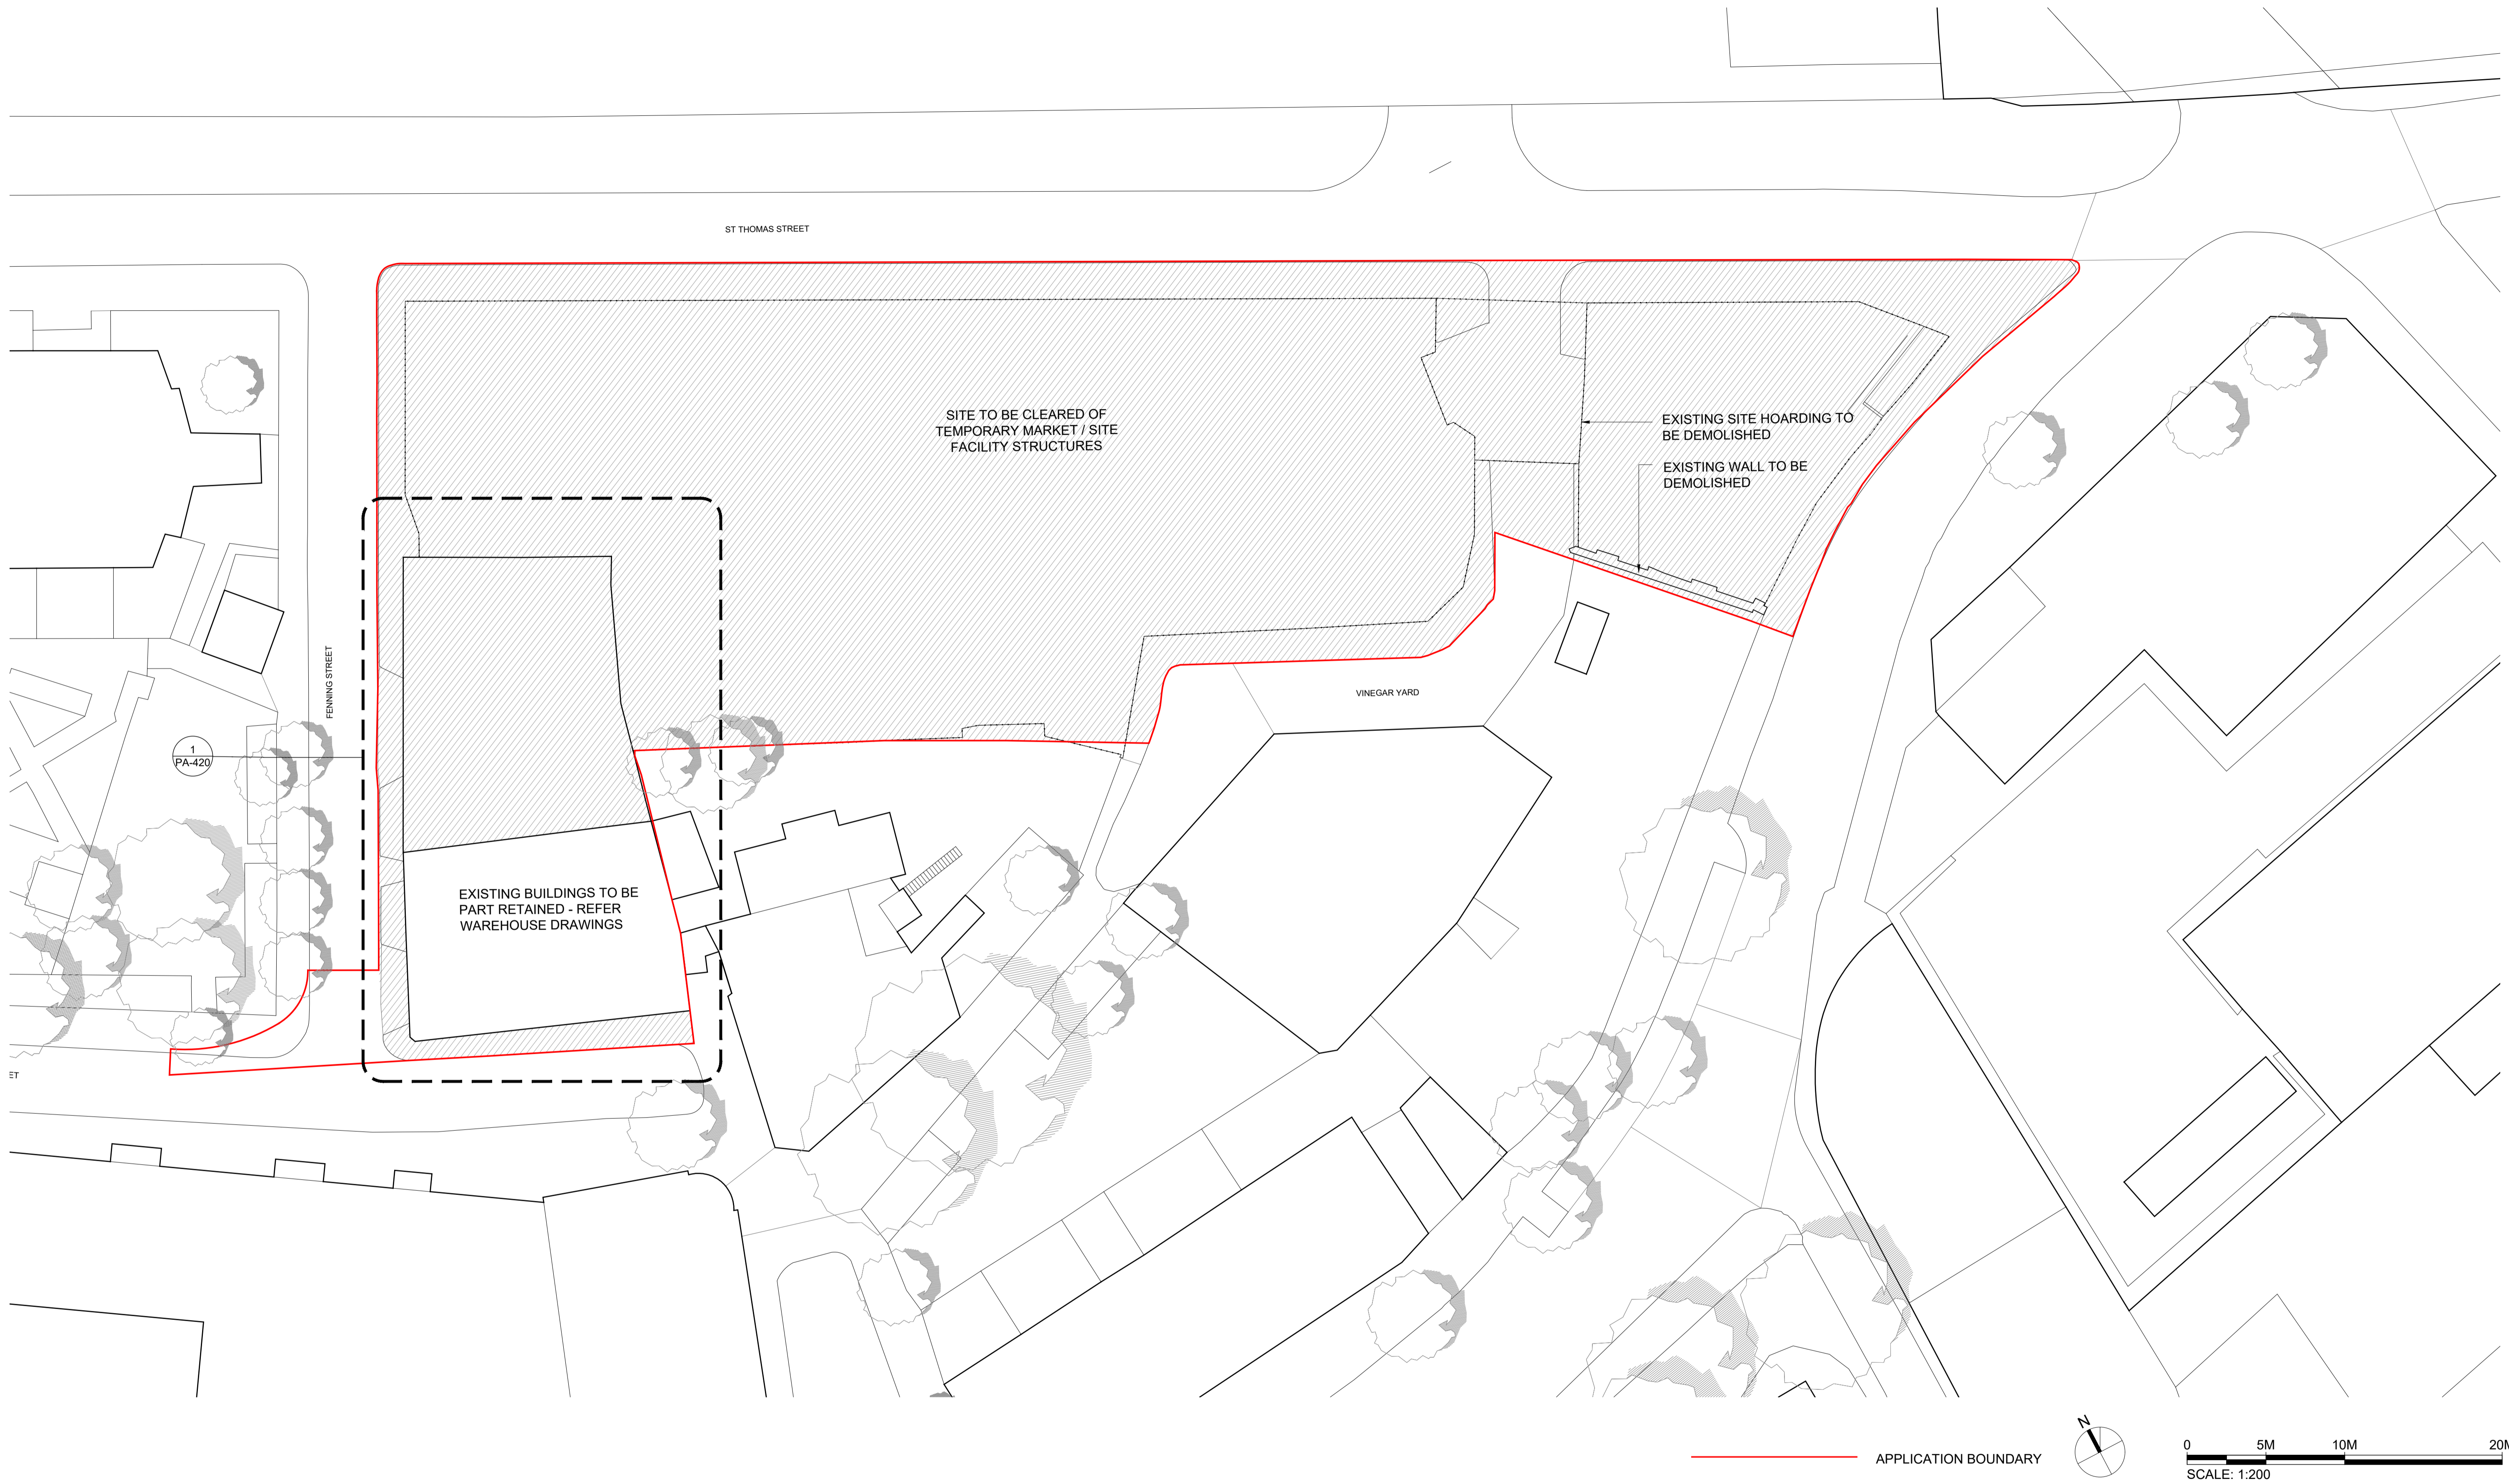 ST THOMAS STREET
SITE TO BE CLEARED OF
TEMPORARY MARKET / SITE
FACILITY STRUCTURES
EXISTING SITE HOARDING TO
BE DEMOLISHED
EXISTING WALL TO BE
DEMOLISHED
FENNING STREET
VINEGAR YARD
1
PA-420
EXISTING BUILDINGS TO BE
PART RETAINED - REFER
WAREHOUSE DRAWINGS
ET
APPLICATION BOUNDARY
N
0 5M 10M 20M
SCALE: 1:200